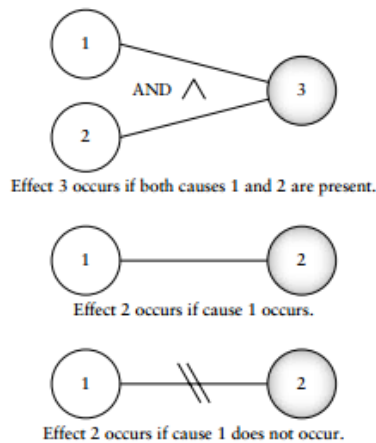 1
AND ∧
3
2
Effect 3 occurs if both causes 1 and 2 are present.
1
2
Effect 2 occurs if cause 1 occurs.
1
2
Effect 2 occurs if cause 1 does not occur.